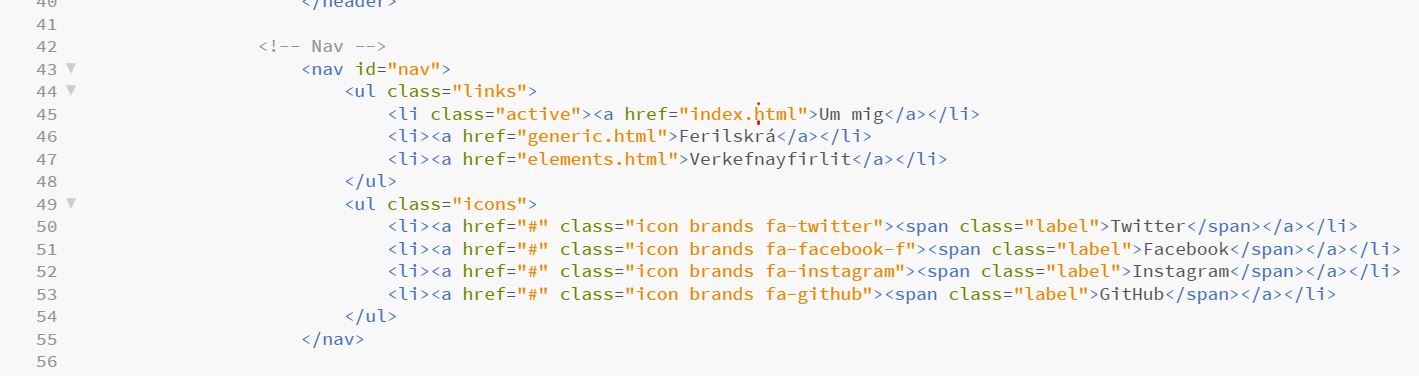 40                      </header>
41
42                  <!-- Nav -->
43                      <nav id="nav">
44                          <ul class="links">
45                              <li class="active"><a href="index.html">Um mig</a></li>
46                              <li><a href="generic.html">Ferilskrá</a></li>
47                              <li><a href="elements.html">Verkefnayfirlit</a></li>
48                          </ul>
49                          <ul class="icons">
50                              <li><a href="#" class="icon brands fa-twitter"><span class="label">Twitter</span></a></li>
51                              <li><a href="#" class="icon brands fa-facebook-f"><span class="label">Facebook</span></a></li>
52                              <li><a href="#" class="icon brands fa-instagram"><span class="label">Instagram</span></a></li>
53                              <li><a href="#" class="icon brands fa-github"><span class="label">GitHub</span></a></li>
54                          </ul>
55                      </nav>
56